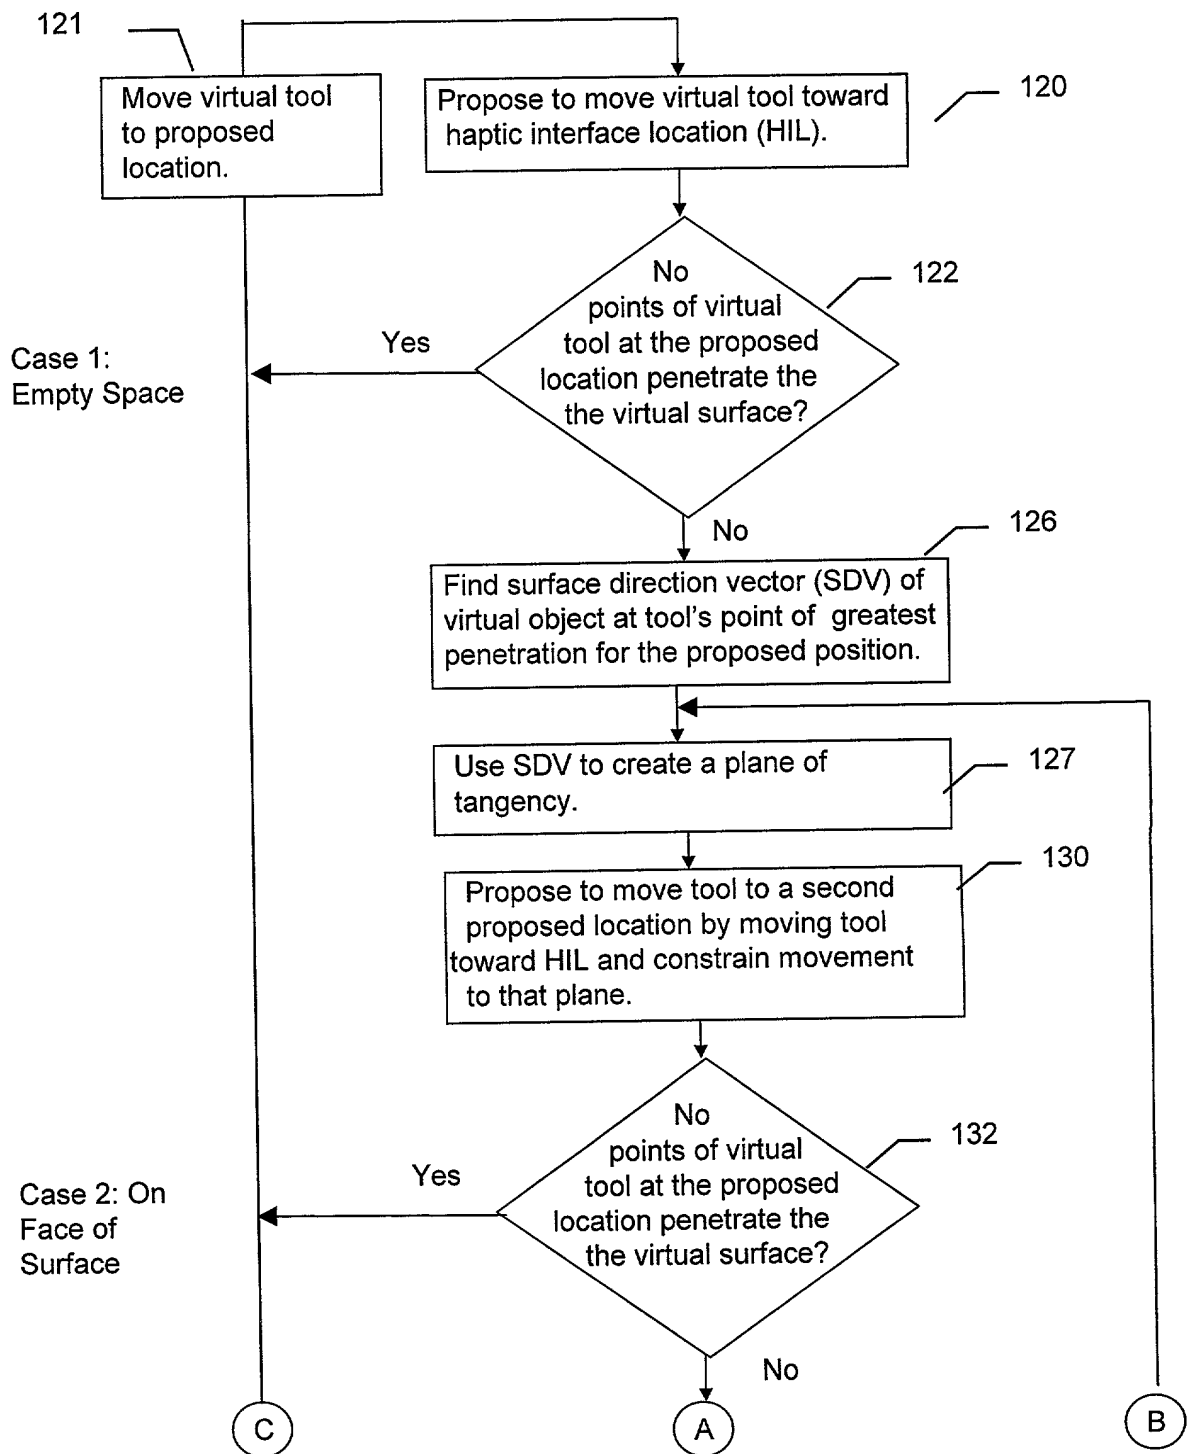 121
Move virtual tool
to proposed
location.
Propose to move virtual tool toward
haptic interface location (HIL).
120
No
points of virtual
tool at the proposed
location penetrate the
the virtual surface?
122
Yes
Case 1:
Empty Space
No
126
Find surface direction vector (SDV) of
virtual object at tool's point of greatest
penetration for the proposed position.
Use SDV to create a plane of
tangency.
127
130
Propose to move tool to a second
proposed location by moving tool
toward HIL and constrain movement
to that plane.
No
points of virtual
tool at the proposed
location penetrate the
the virtual surface?
132
Yes
Case 2: On
Face of
Surface
No
C
A
B